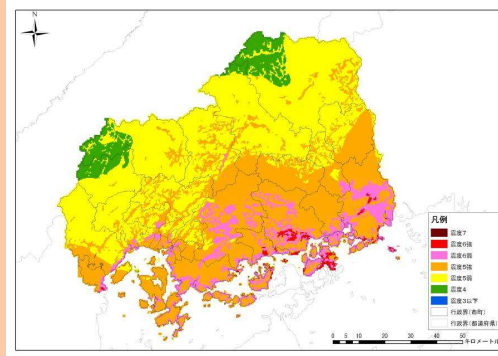 N
凡例
震度7
震度6強
震度6弱
震度5強
震度5弱
震度4
震度3以下
行政界(市町)
行政界(都道府県)
0 5 10 20 30 40
キロメートル